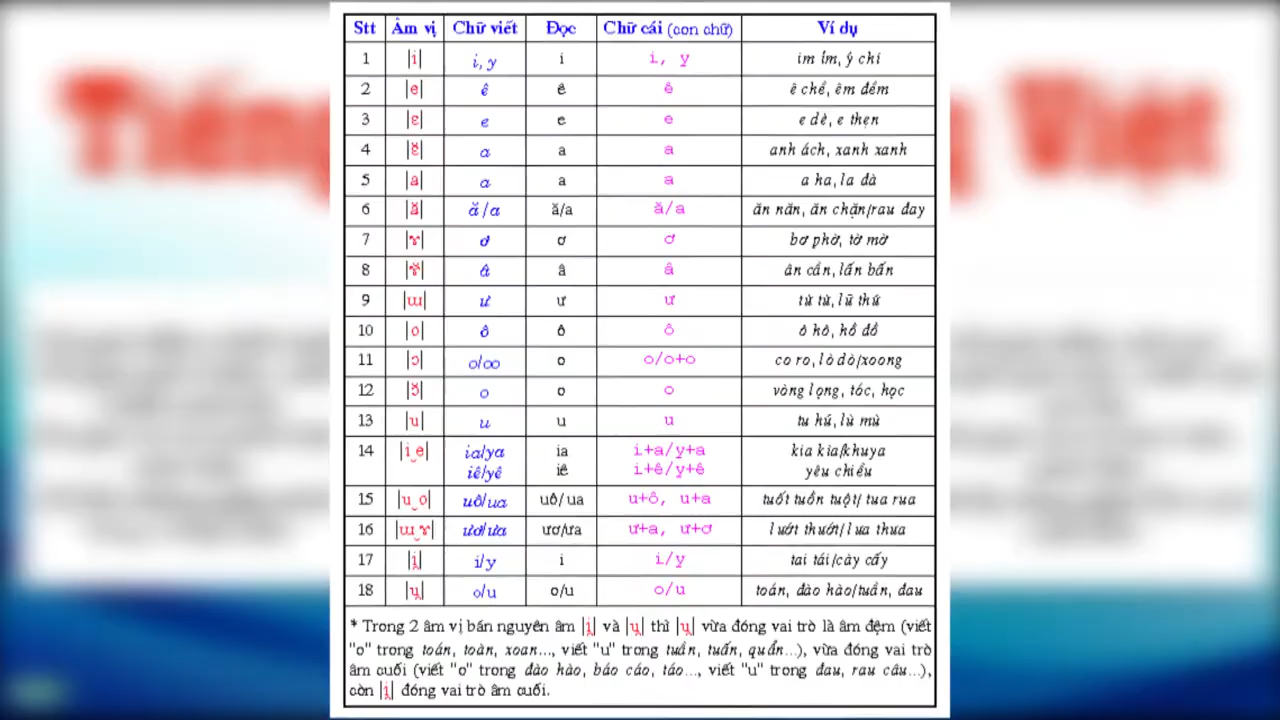 Tiếng Việt
Stt Âm vị Chữ viết Đọc Chữ cái (con chữ) Ví dụ
1 |i| i, y i i, y im ỉm, ý chí
2 |e| ê ê ê ê chề, êm đềm
3 |ɛ| e e e e dè, e thẹn
4 |ɛ̆| a a a anh ách, xanh xanh
5 |a| a a a a ha, la đà
6 |ă| ă/a ă/a ă/a ăn năn, ăn chặn/rau đay
7 |ɤ| ơ ơ ơ bơ phờ, tờ mờ
8 |ɤ̆| â â â ân cần, lấn bấn
9 |ɯ| ư ư ư từ từ, lũ thứ
10 |o| ô ô ô ô hô, hồ đồ
11 |ɔ| o/oo o o/o+o co ro, lò dò/xoong
12 |ɔ̆| o o o vòng lọng, tóc, học
13 |u| u u u tu hú, lù mù
14 |i‿e| ia/ya ia i+a/y+a kia kìa/khuya
iê/yê iê i+ê/y+ê yêu chiều
15 |u‿o| uô/ua uô/ua u+ô, u+a tuốt tuồn tuột/ tua rua
16 |ɯ‿ɤ| ươ/ưa ươ/ưa ư+a, ư+ơ lướt thướt/ lưa thưa
17 |i̯| i/y i i/y tai tái/cày cấy
18 |u̯| o/u o/u o/u toán, đào hào/tuần, đau
* Trong 2 âm vị bán nguyên âm |i̯| và |u̯| thì |u̯| vừa đóng vai trò là âm đệm (viết
"o" trong toán, toàn, xoan..., viết "u" trong tuần, tuấn, quẩn...), vừa đóng vai trò
âm cuối (viết "o" trong đào hào, báo cáo, táo..., viết "u" trong đau, rau câu...),
còn |i̯| đóng vai trò âm cuối.